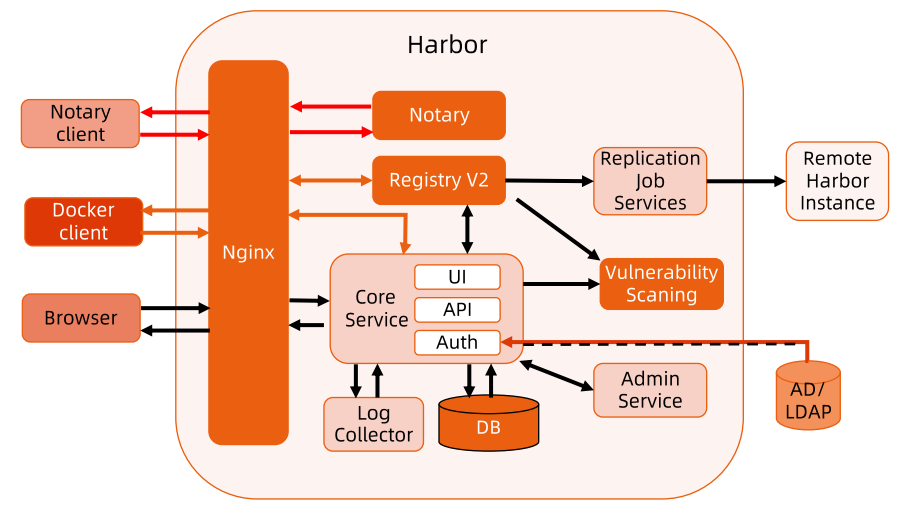 Harbor
Notary
client
Notary
Docker
client
Registry V2
Replication
Job
Services
Remote
Harbor
Instance
Nginx
Browser
Core
Service
UI
API
Auth
Vulnerability
Scaning
Admin
Service
AD/
LDAP
Log
Collector
DB